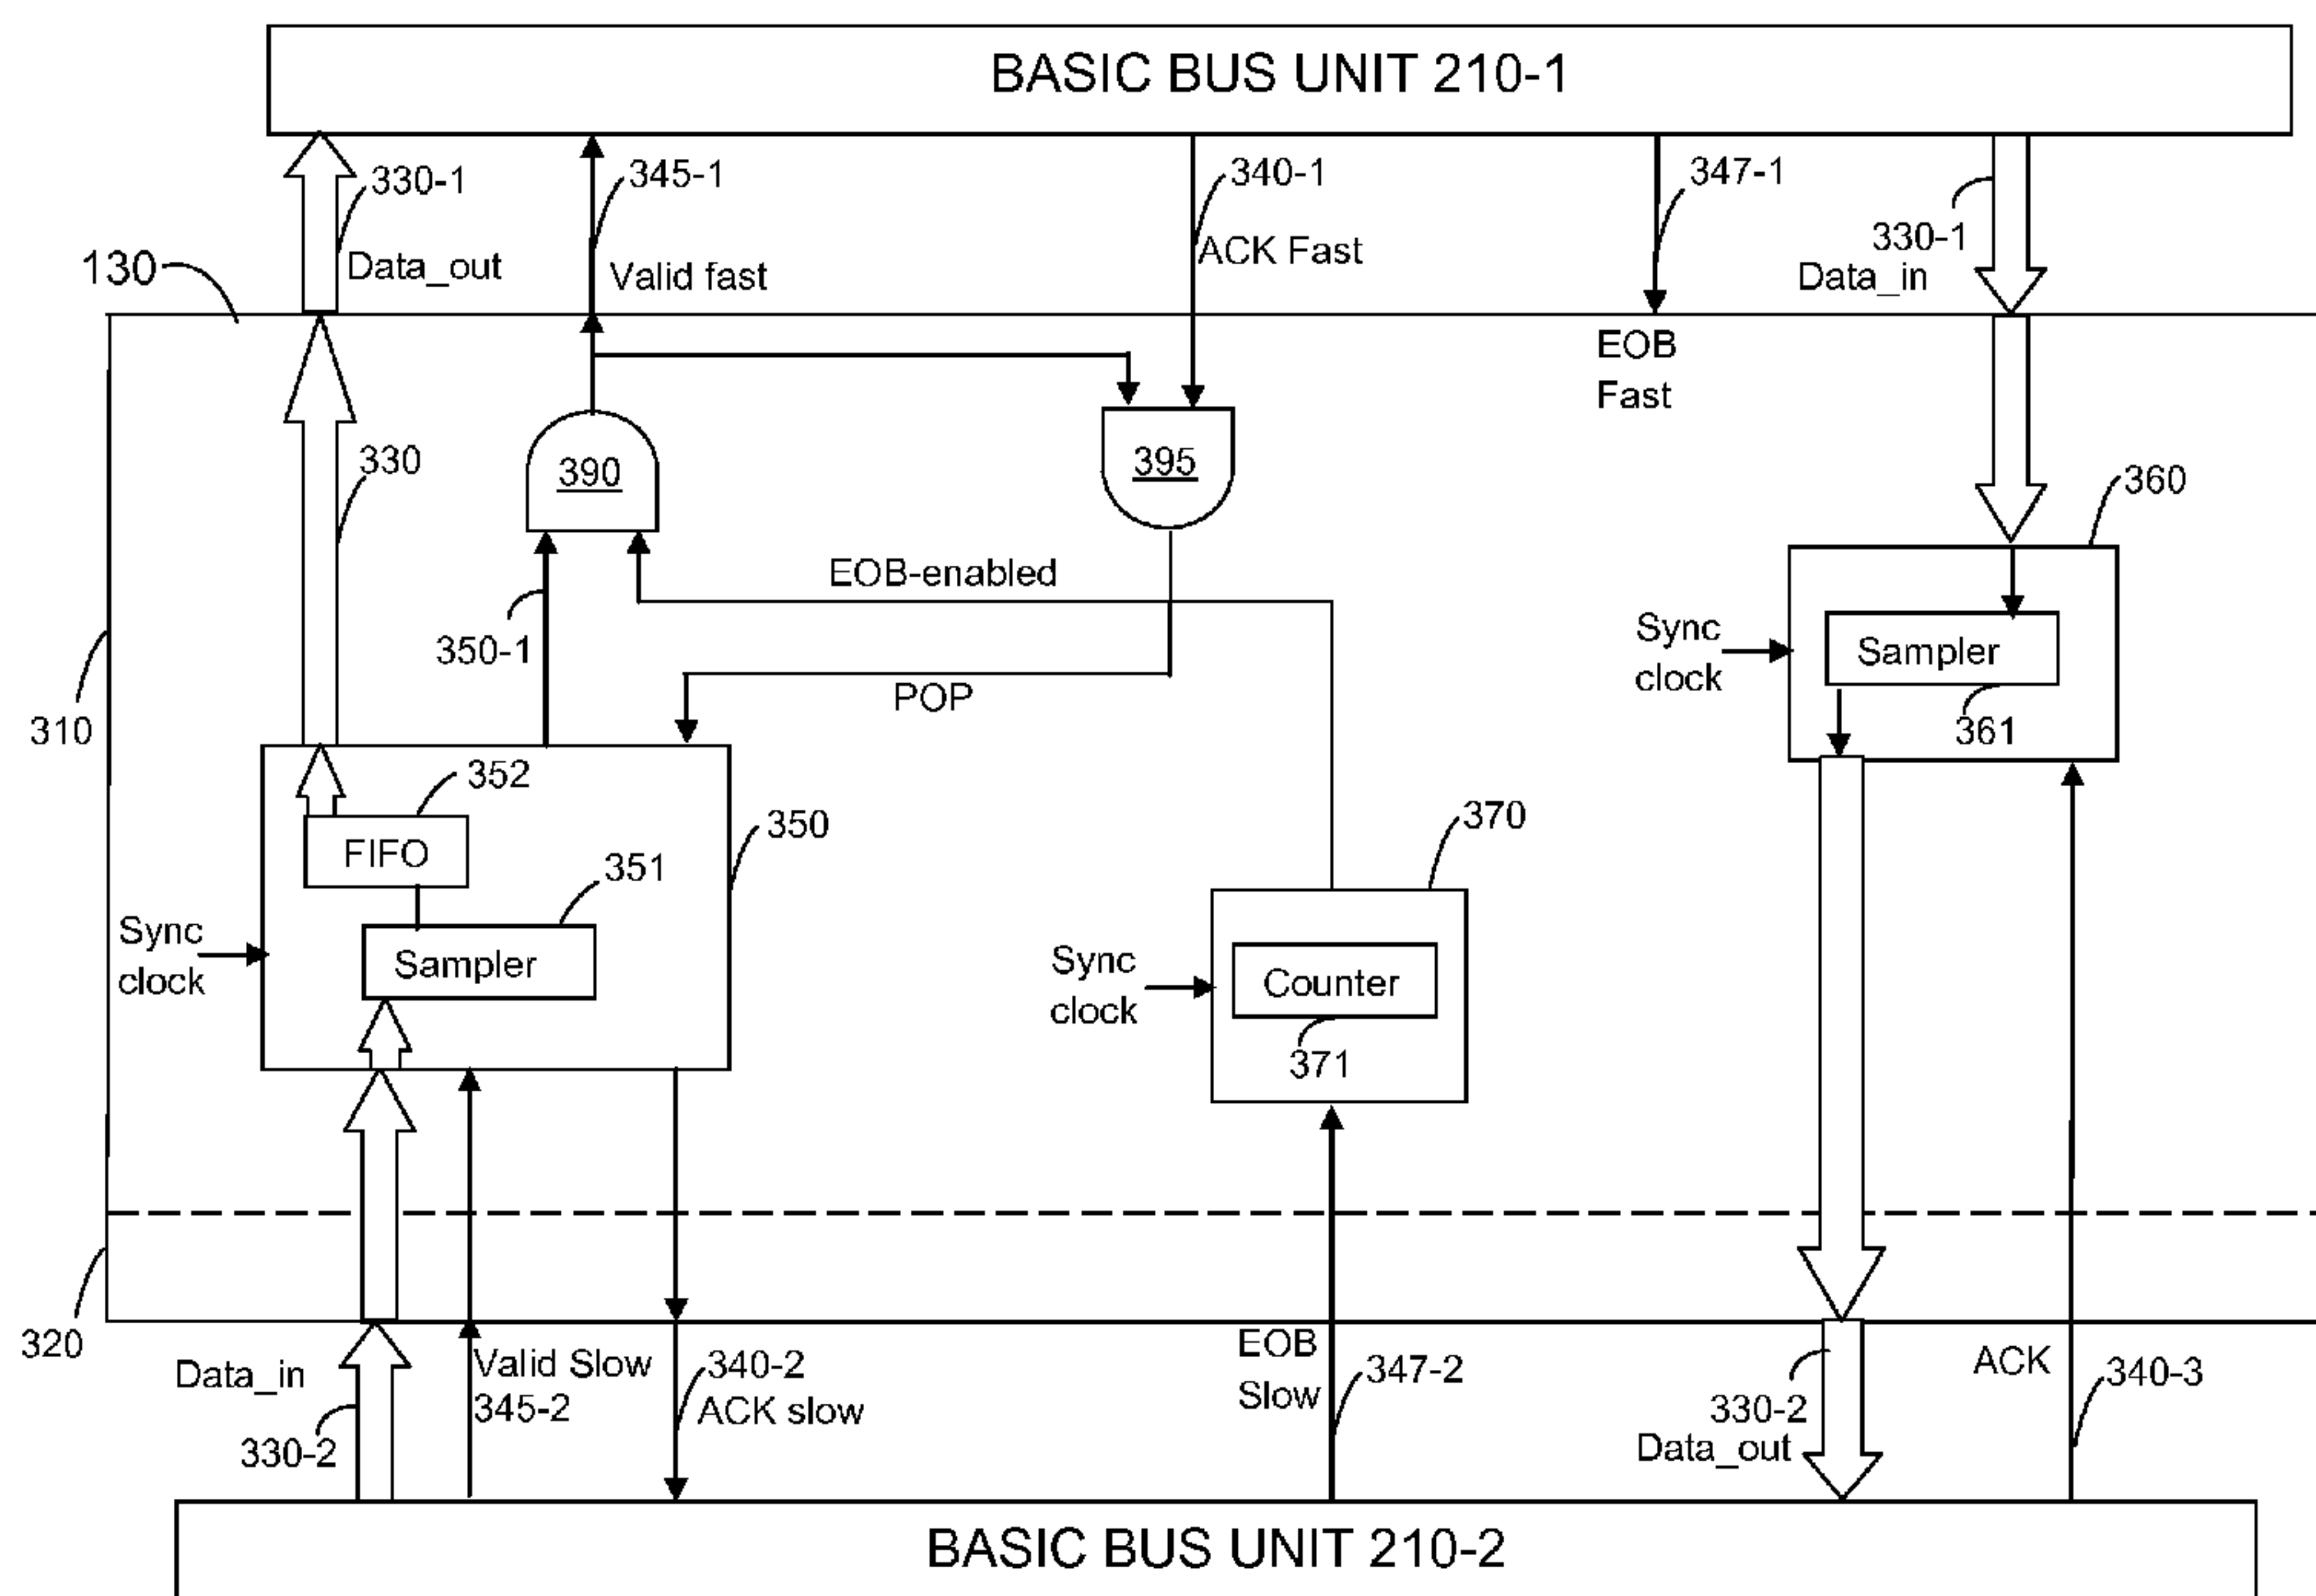 BASIC BUS UNIT 210-1
330-1
345-1
340-1
347-1
330-1
130
Data_out
Valid fast
ACK Fast
Data_in
EOB
Fast
390
395
330
360
EOB-enabled
350-1
Sync
clock
Sampler
361
POP
310
352
350
370
FIFO
351
Sync
clock
Sampler
Sync
clock
Counter
371
320
Data_in
330-2
Valid Slow
345-2
340-2
ACK slow
EOB
Slow
347-2
330-2
Data_out
ACK
340-3
BASIC BUS UNIT 210-2